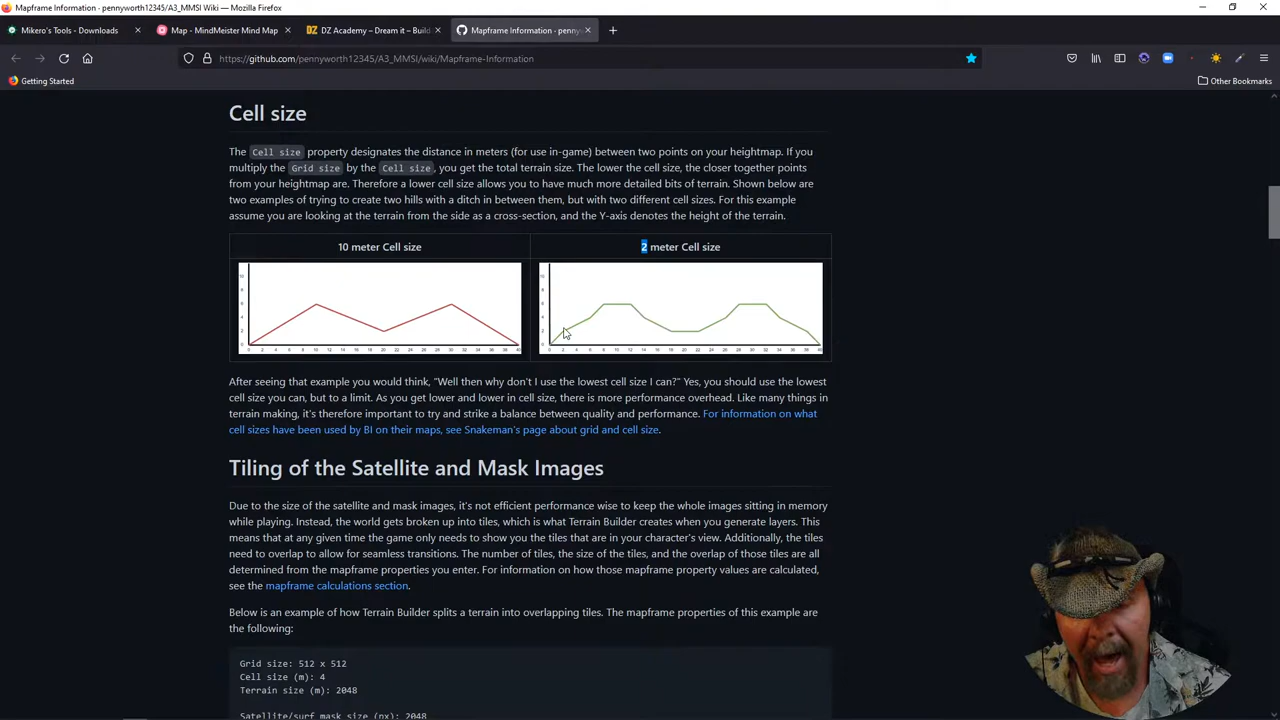 Mapframe Information - pennyworth12345/A3_MMSI Wiki - Mozilla Firefox
Mikero's Tools - Downloads
Map - MindMeister Mind Map
DZ Academy – Dream it – Build
Mapframe Information · penny
https://github.com/pennyworth12345/A3_MMSI/wiki/Mapframe-Information
Getting Started
Other Bookmarks
Cell size
The Cell size property designates the distance in meters (for use in-game) between two points on your heightmap. If you
multiply the Grid size by the Cell size, you get the total terrain size. The lower the cell size, the closer together points
from your heightmap are. Therefore a lower cell size allows you to have much more detailed bits of terrain. Shown below are
two examples of trying to create two hills with a ditch in between them, but with two different cell sizes. For this example
assume you are looking at the terrain from the side as a cross-section, and the Y-axis denotes the height of the terrain.
10 meter Cell size
2 meter Cell size
After seeing that example you would think, "Well then why don't I use the lowest cell size I can?" Yes, you should use the lowest
cell size you can, but to a limit. As you get lower and lower in cell size, there is more performance overhead. Like many things in
terrain making, it's therefore important to try and strike a balance between quality and performance. For information on what
cell sizes have been used by BI on their maps, see Snakeman's page about grid and cell size.
Tiling of the Satellite and Mask Images
Due to the size of the satellite and mask images, it's not efficient performance wise to keep the whole images sitting in memory
while playing. Instead, the world gets broken up into tiles, which is what Terrain Builder creates when you generate layers. This
means that at any given time the game only needs to show you the tiles that are in your character's view. Additionally, the tiles
need to overlap to allow for seamless transitions. The number of tiles, the size of the tiles, and the overlap of those tiles are all
determined from the mapframe properties you enter. For information on how those mapframe property values are calculated,
see the mapframe calculations section.
Below is an example of how Terrain Builder splits a terrain into overlapping tiles. The mapframe properties of this example are
the following:
Grid size: 512 x 512
Cell size (m): 4
Terrain size (m): 2048
Satellite/surf mask size (px): 2048